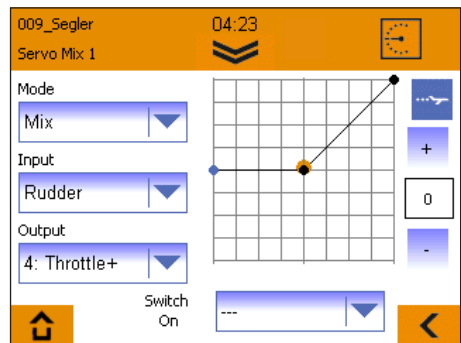 009_Segler
04:23
Servo Mix 1
Mode
Mix
+
Input
Rudder
0
Output
4: Throttle+
-
Switch
On
---